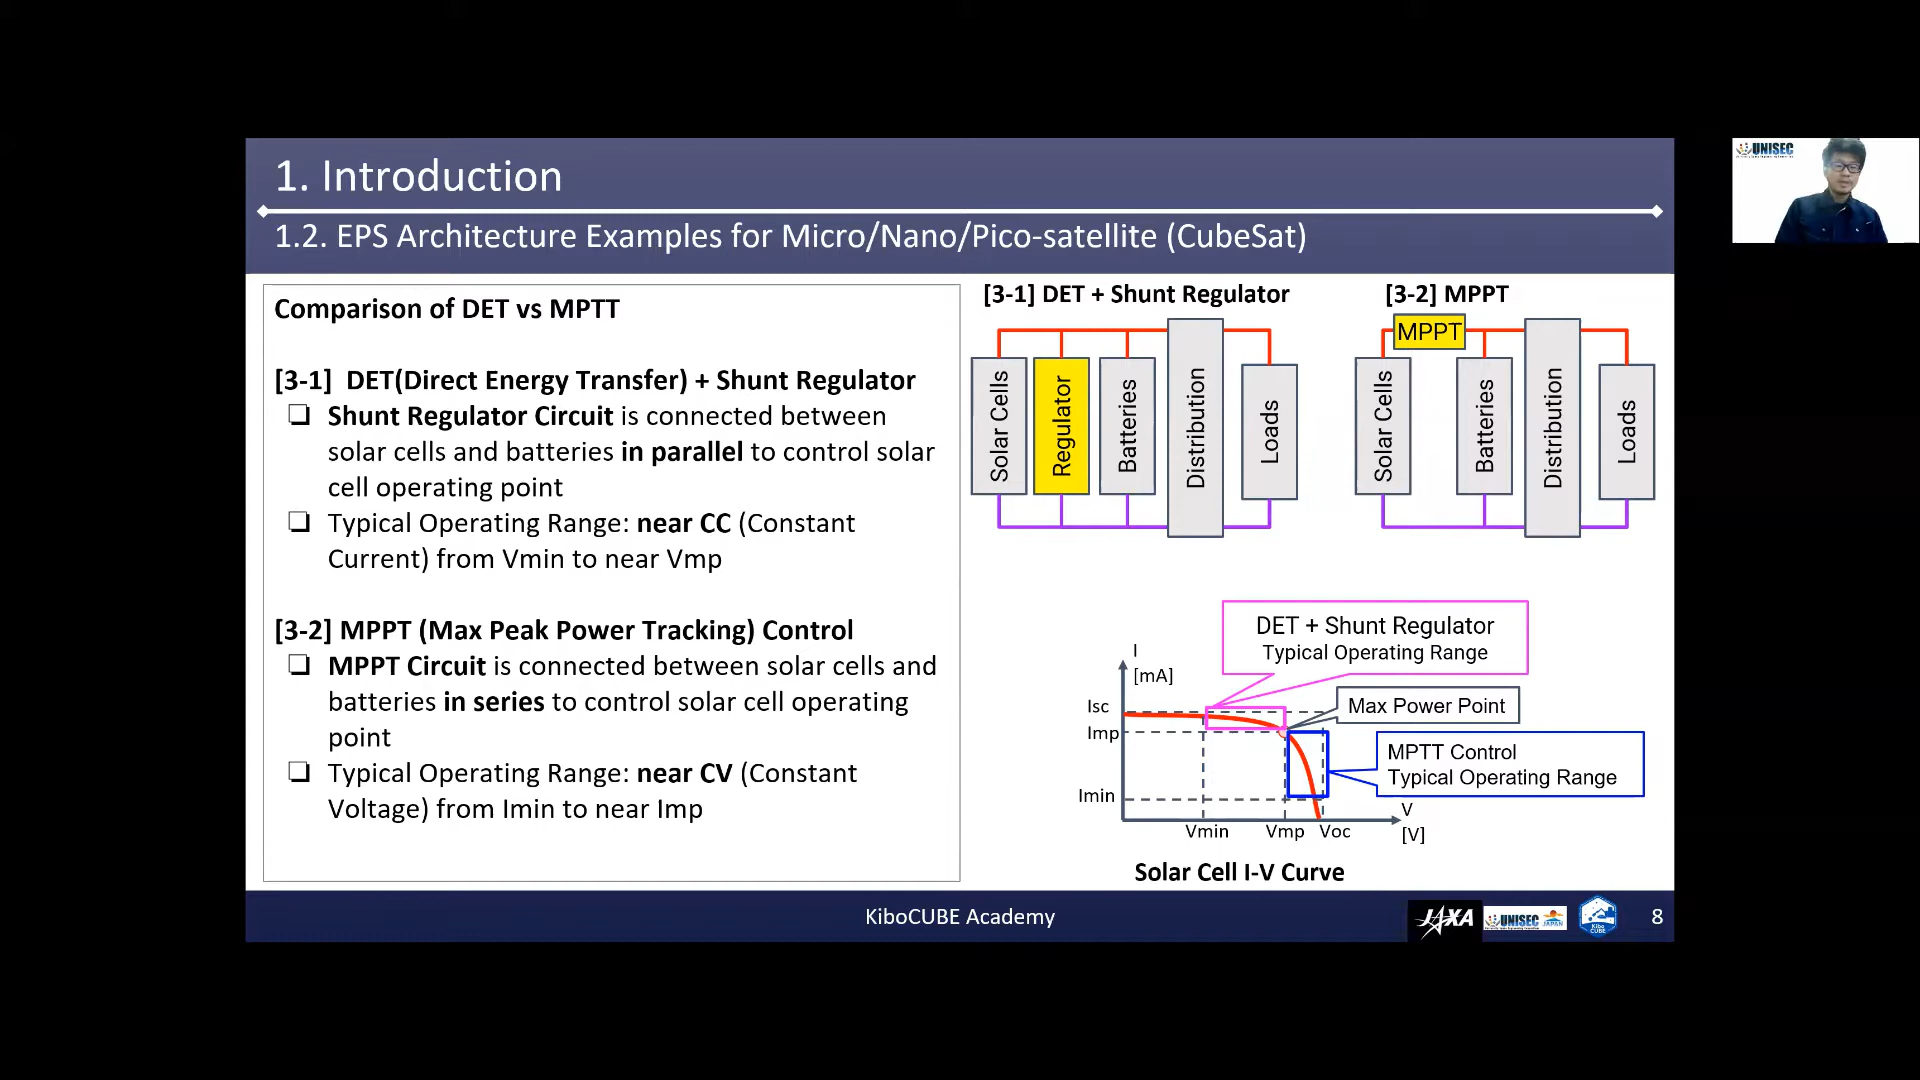 UNISEC
1. Introduction
1.2. EPS Architecture Examples for Micro/Nano/Pico-satellite (CubeSat)
Comparison of DET vs MPTT
[3-1] DET(Direct Energy Transfer) + Shunt Regulator
❏ Shunt Regulator Circuit is connected between
solar cells and batteries in parallel to control solar
cell operating point
❏ Typical Operating Range: near CC (Constant
Current) from Vmin to near Vmp
[3-2] MPPT (Max Peak Power Tracking) Control
❏ MPPT Circuit is connected between solar cells and
batteries in series to control solar cell operating
point
❏ Typical Operating Range: near CV (Constant
Voltage) from Imin to near Imp
[3-1] DET + Shunt Regulator
Solar Cells
Regulator
Batteries
Distribution
Loads
[3-2] MPPT
MPPT
Solar Cells
Batteries
Distribution
Loads
DET + Shunt Regulator
Typical Operating Range
I
[mA]
Isc
Imp
Imin
Max Power Point
MPTT Control
Typical Operating Range
V
[V]
Vmin
Vmp
Voc
Solar Cell I-V Curve
KiboCUBE Academy
JAXA
UNISEC
JAPAN
Kibo
CUBE
8